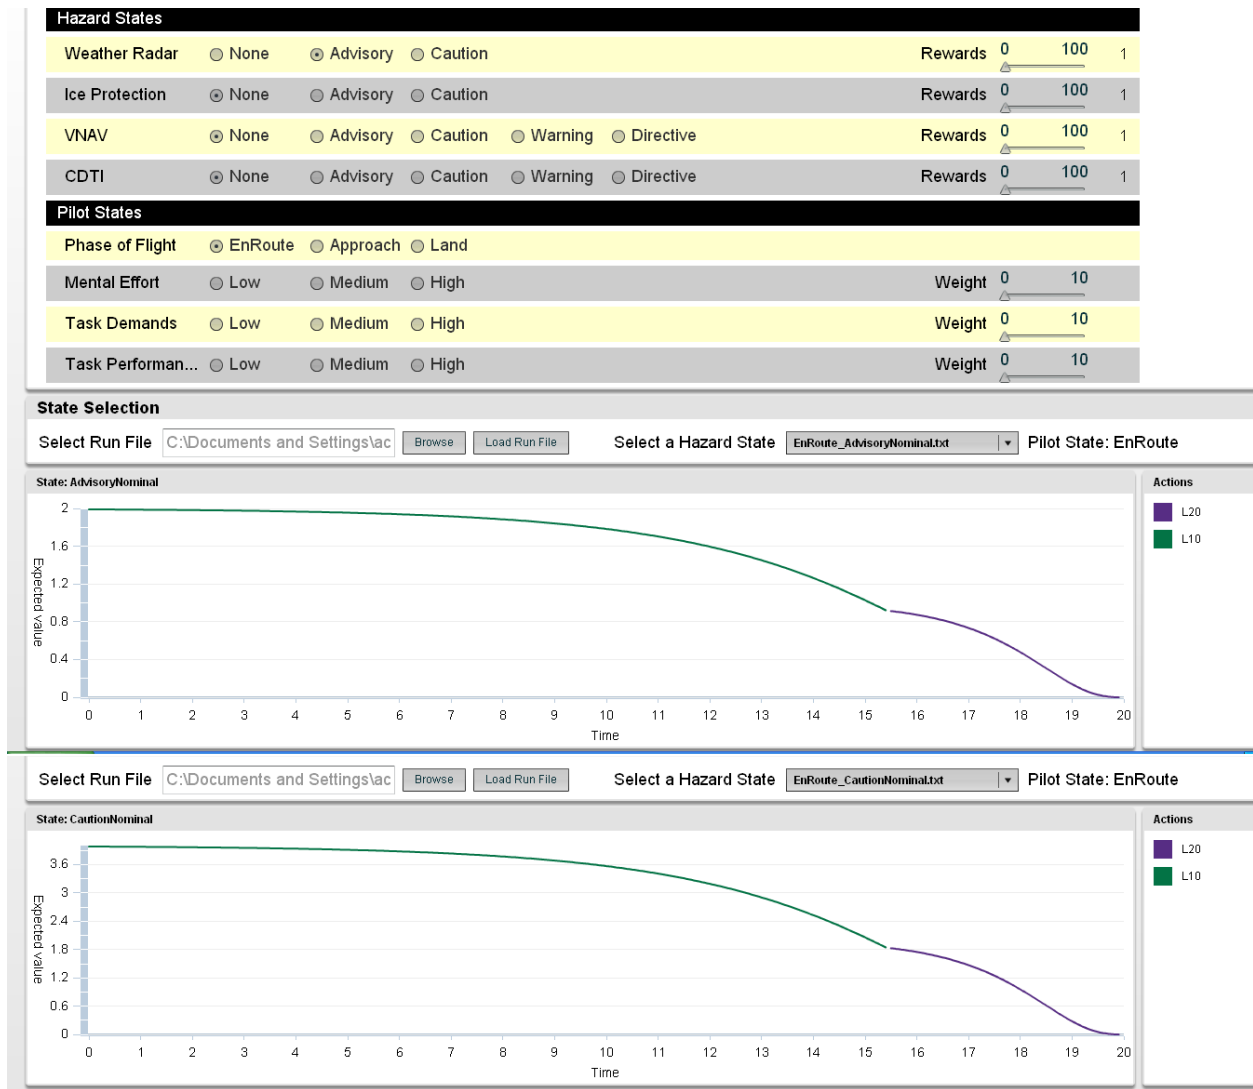 Hazard States
Weather Radar None Advisory Caution Rewards 0 100 1
Ice Protection None Advisory Caution Rewards 0 100 1
VNAV None Advisory Caution Warning Directive Rewards 0 100 1
CDTI None Advisory Caution Warning Directive Rewards 0 100 1
Pilot States
Phase of Flight EnRoute Approach Land
Mental Effort Low Medium High Weight 0 10
Task Demands Low Medium High Weight 0 10
Task Performan... Low Medium High Weight 0 10
State Selection
Select Run File C:\Documents and Settings\ac Browse Load Run File Select a Hazard State EnRoute_AdvisoryNominal.txt Pilot State: EnRoute
State: AdvisoryNominal
Actions
L20
L10
Expected value
2
1.6
1.2
0.8
0.4
0
0 1 2 3 4 5 6 7 8 9 10 11 12 13 14 15 16 17 18 19 20
Time
Select Run File C:\Documents and Settings\ac Browse Load Run File Select a Hazard State EnRoute_CautionNominal.txt Pilot State: EnRoute
State: CautionNominal
Actions
L20
L10
Expected value
3.6
3
2.4
1.8
1.2
0.6
0
0 1 2 3 4 5 6 7 8 9 10 11 12 13 14 15 16 17 18 19 20
Time